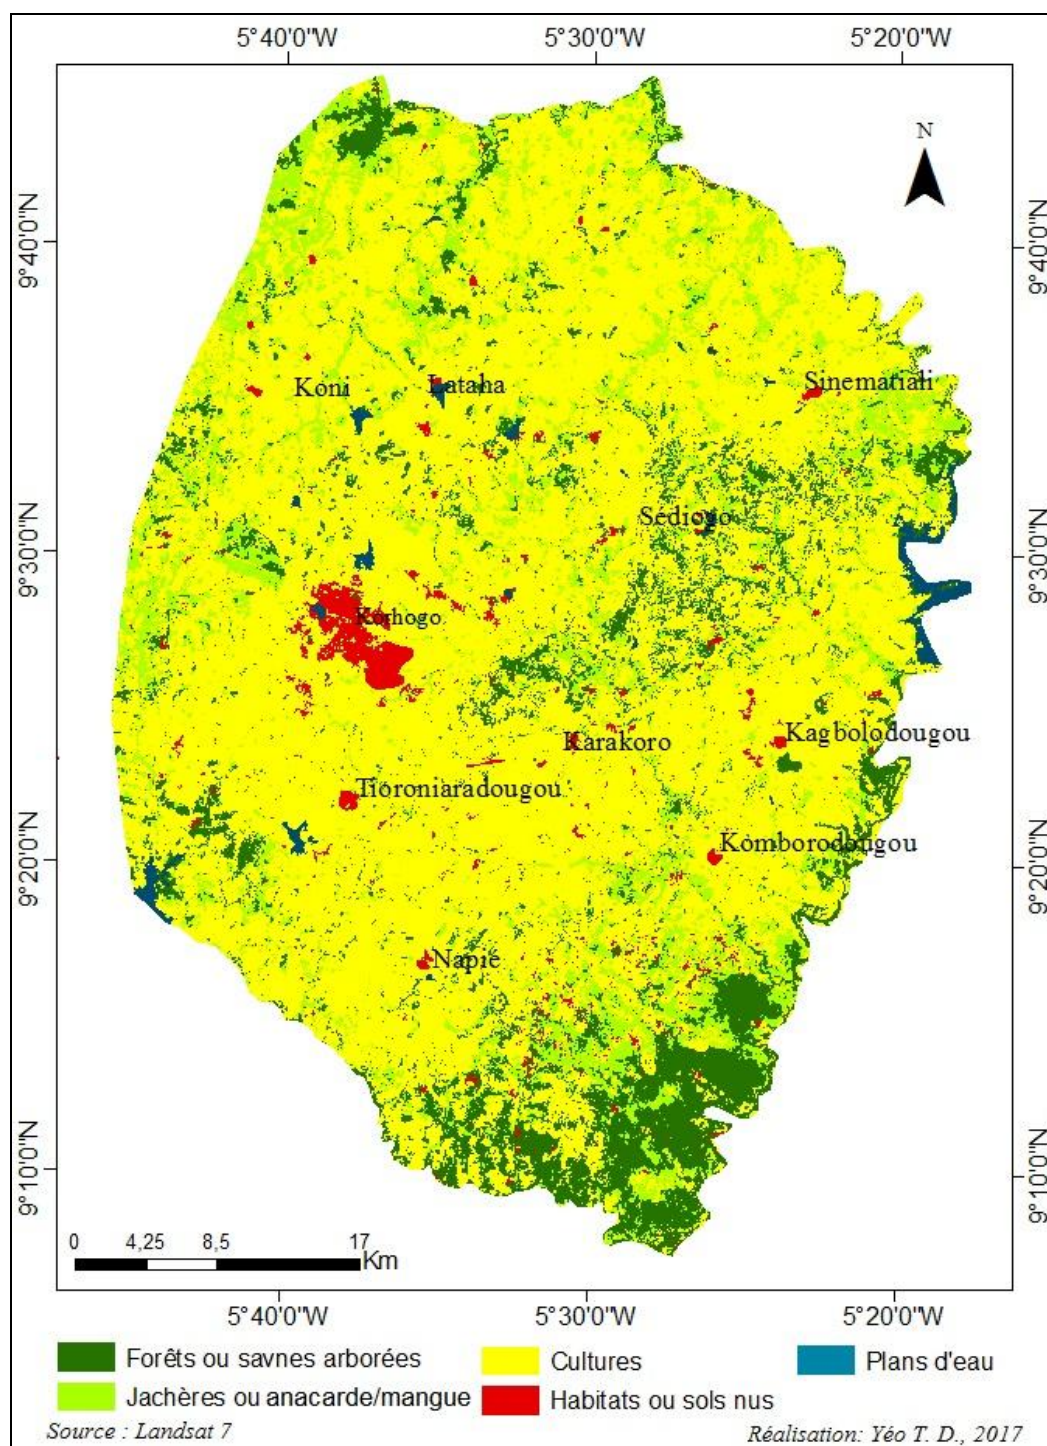 5°40'0"W 5°30'0"W 5°20'0"W
N
9°40'0"N 9°40'0"N
Koni Lataha Sinematiali
Sediogo
9°30'0"N 9°30'0"N
Korhogo
Karakoro Kagbolodougou
Tioroniaradougou
Komborodougou
9°20'0"N 9°20'0"N
Napie
9°10'0"N 9°10'0"N
0 4,25 8,5 17
Km
5°40'0"W 5°30'0"W 5°20'0"W
Forêts ou savnes arborées Cultures Plans d'eau
Jachères ou anacarde/mangue Habitats ou sols nus
Source : Landsat 7 Réalisation: Yéo T. D., 2017